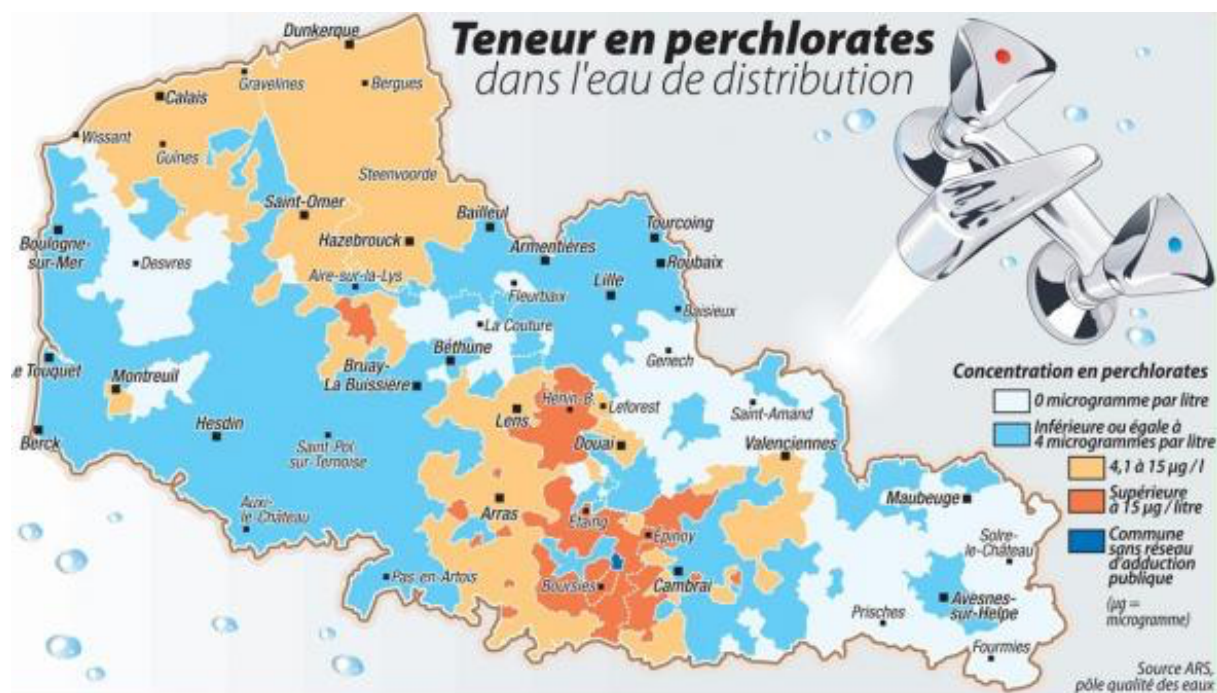 Teneur en perchlorates
dans l'eau de distribution
Dunkerque
Gravelines
Bergues
Calais
Wissant
Guînes
Steenvoorde
Saint-Omer
Bailleul
Tourcoing
Boulogne-
sur-Mer
Hazebrouck
Armentières
Roubaix
Desvres
Aire-sur-la-Lys
Lille
Fleurbaix
Baisieux
La Couture
Béthune
Genech
Le Touquet
Montreuil
Bruay-
La Buissière
Hénin-B.
Leforest
Saint-Amand
Lens
Berck
Hesdin
Saint-Pol
sur-Ternoise
Douai
Valenciennes
Maubeuge
Auxi-
le-Château
Arras
Etaing
Épinoy
Solre-
le-Château
Pas-en-Artois
Boursies
Cambrai
Avesnes-
sur-Helpe
Prisches
Fourmies
Concentration en perchlorates
0 microgramme par litre
Inférieure ou égale à
4 microgrammes par litre
4,1 à 15 µg / l
Supérieure
à 15 µg / litre
Commune
sans réseau
d'adduction
publique
(µg =
microgramme)
Source ARS,
pôle qualité des eaux